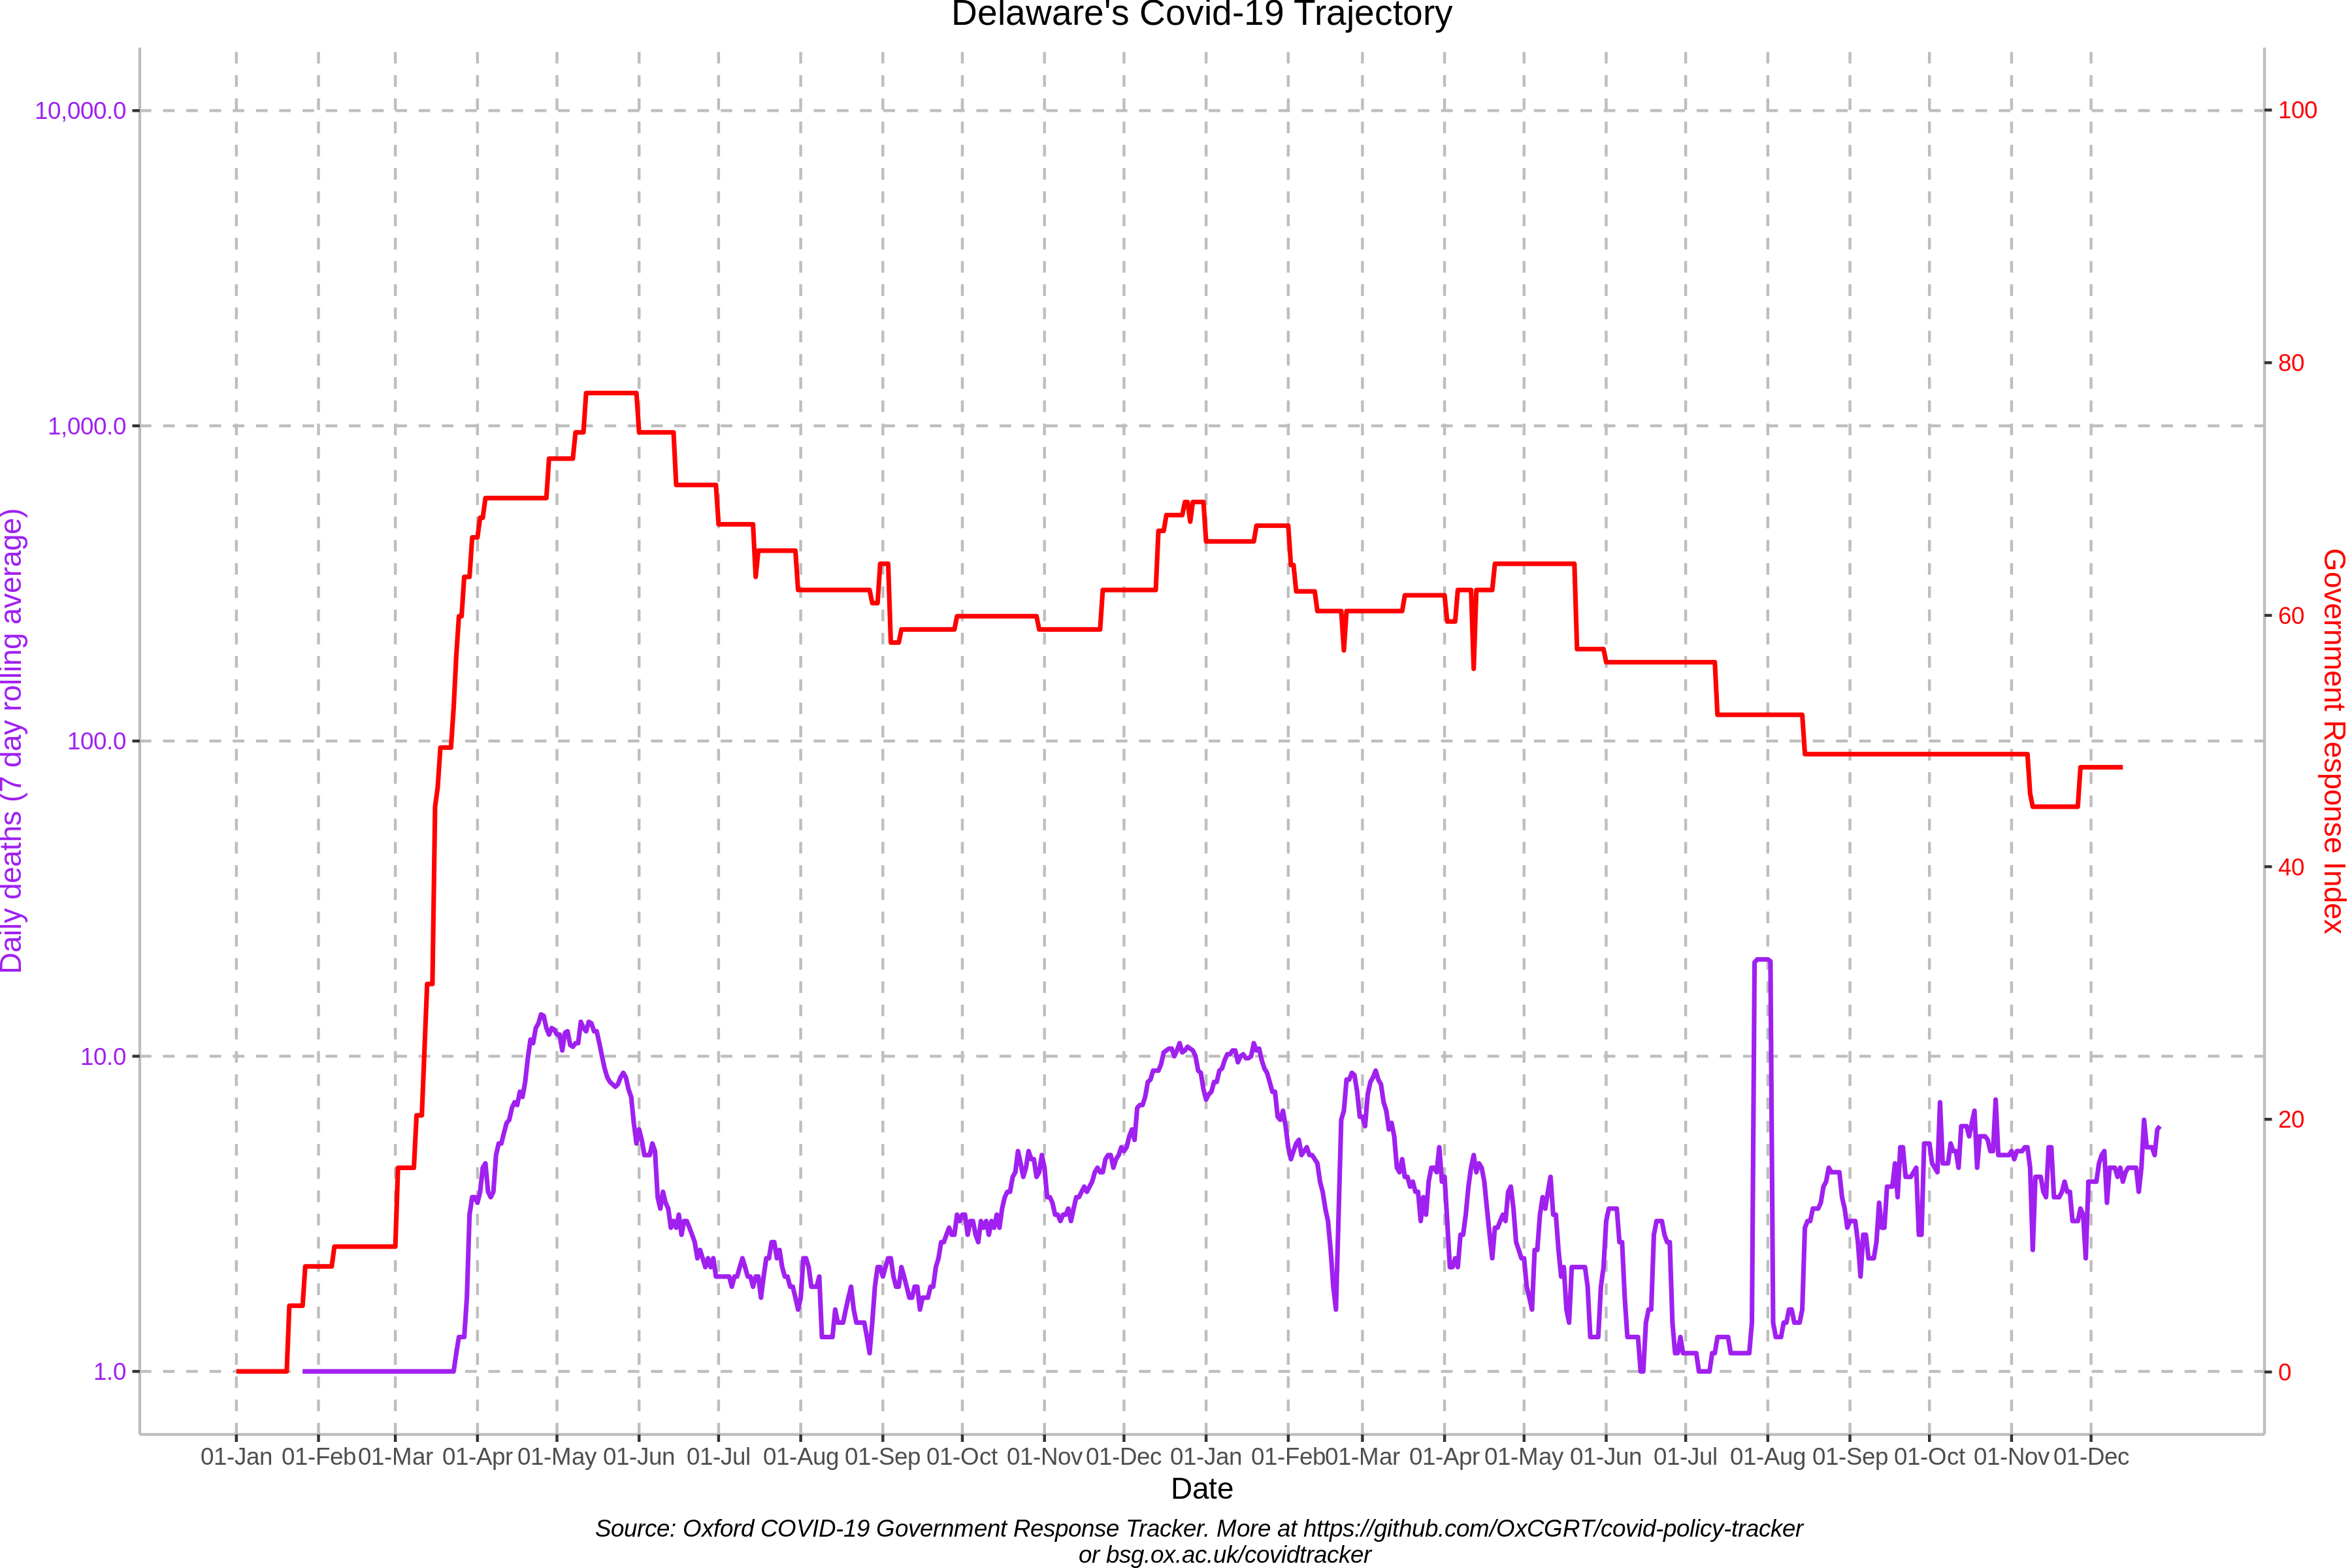 Delaware's Covid-19 Trajectory
10,000.0
1,000.0
100.0
10.0
1.0
Daily deaths (7 day rolling average)
100
80
60
40
20
0
Government Response Index
01-Jan 01-Feb 01-Mar 01-Apr 01-May 01-Jun 01-Jul 01-Aug 01-Sep 01-Oct 01-Nov 01-Dec 01-Jan 01-Feb 01-Mar 01-Apr 01-May 01-Jun 01-Jul 01-Aug 01-Sep 01-Oct 01-Nov 01-Dec
Date
Source: Oxford COVID-19 Government Response Tracker. More at https://github.com/OxCGRT/covid-policy-tracker
or bsg.ox.ac.uk/covidtracker